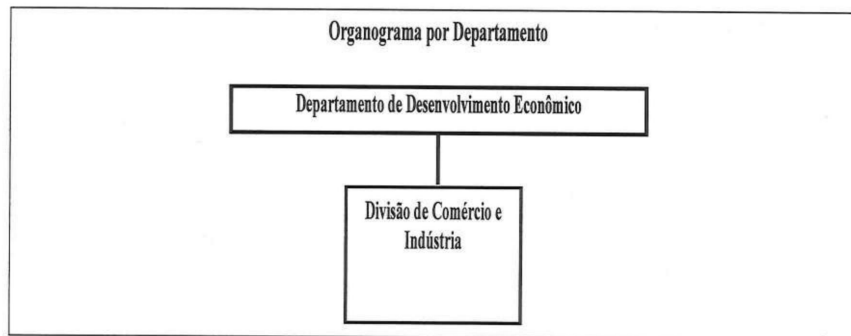 Organograma por Departamento
Departamento de Desenvolvimento Econômico
Divisão de Comércio e
Indústria